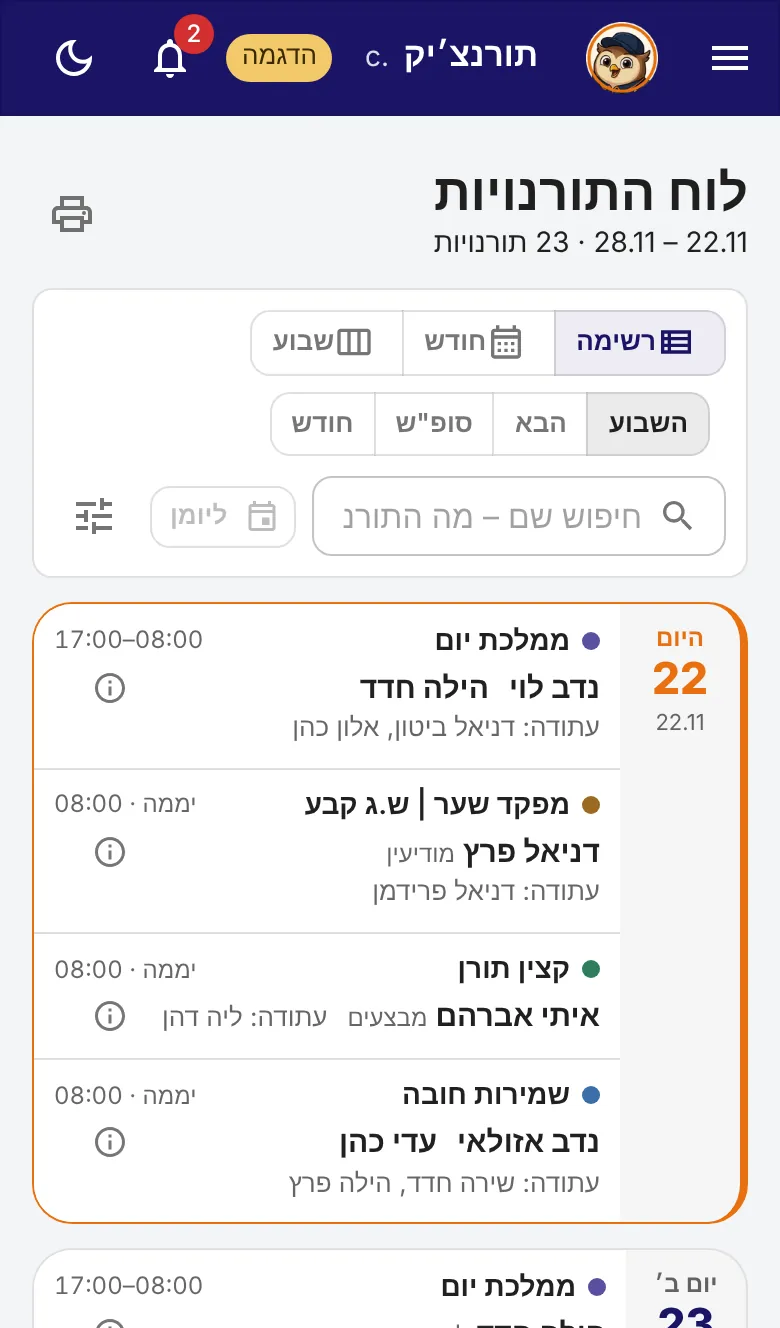 תורנצ׳יק c. הדגמה 2
לוח התורנויות
22.11 – 28.11 · 23 תורנויות
רשימה חודש שבוע
השבוע הבא סופ"ש חודש
חיפוש שם – מה התורנ ליומן
היום
22
22.11
ממלכת יום 08:00–17:00
נדב לוי הילה חדד
עתודה: דניאל ביטון, אלון כהן
מפקד שער | ש.ג קבע יממה · 08:00
דניאל פרץ מודיעין
עתודה: דניאל פרידמן
קצין תורן יממה · 08:00
איתי אברהם מבצעים עתודה: ליה דהן
שמירות חובה יממה · 08:00
נדב אזולאי עדי כהן
עתודה: שירה חדד, הילה פרץ
יום ב׳
23
ממלכת יום 08:00–17:00